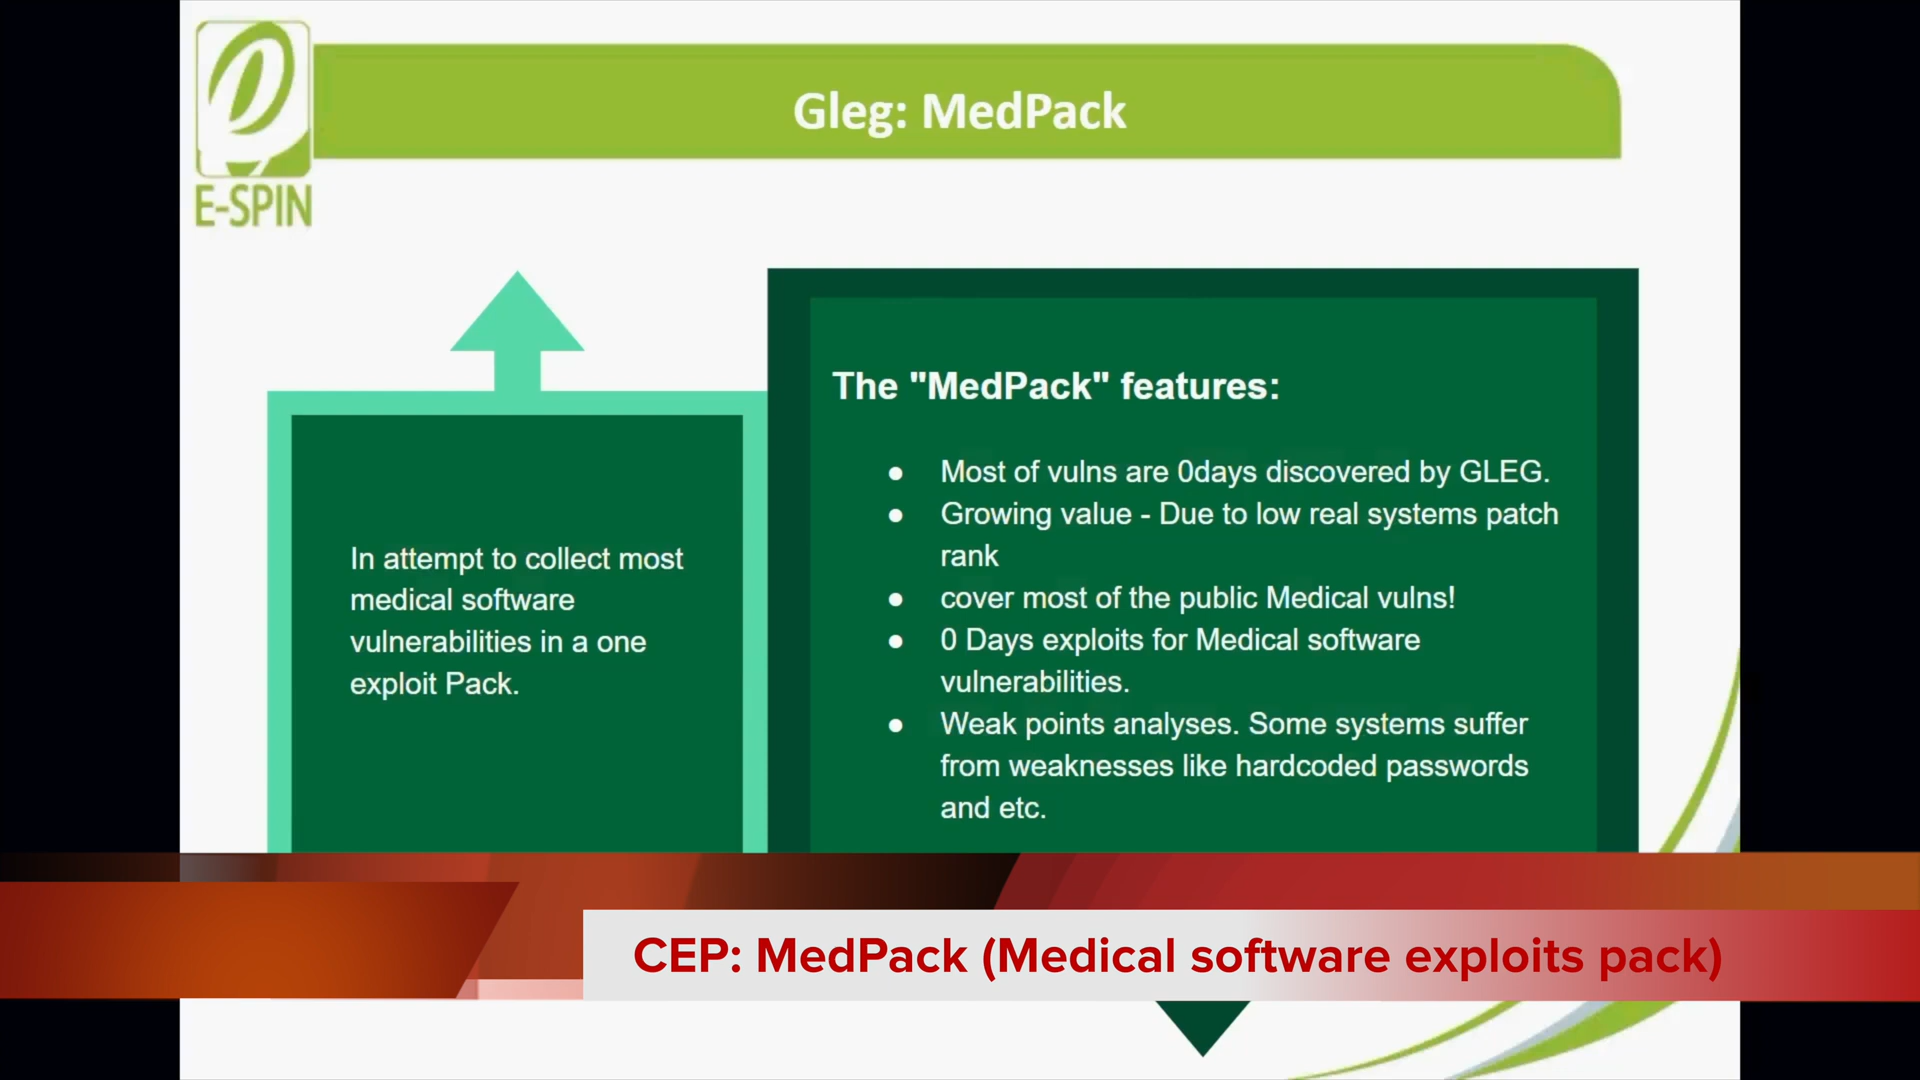 Gleg: MedPack
E-SPIN
In attempt to collect most
medical software
vulnerabilities in a one
exploit Pack.
The "MedPack" features:
● Most of vulns are 0days discovered by GLEG.
● Growing value - Due to low real systems patch
rank
● cover most of the public Medical vulns!
● 0 Days exploits for Medical software
vulnerabilities.
● Weak points analyses. Some systems suffer
from weaknesses like hardcoded passwords
and etc.
CEP: MedPack (Medical software exploits pack)